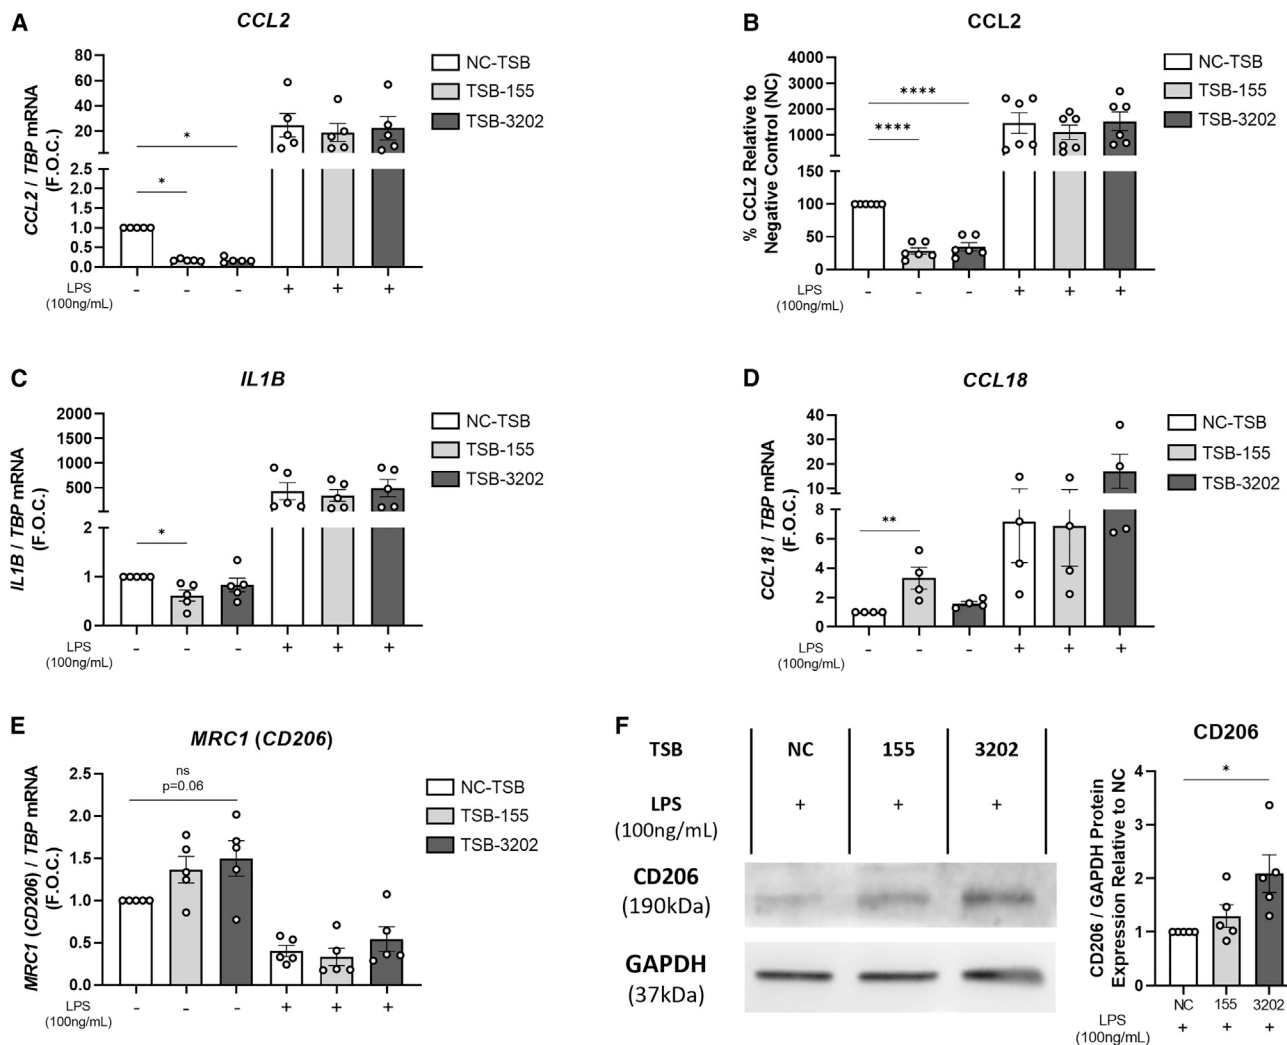 A
CCL2
CCL2 / TBP mRNA
(F.O.C.)
80
60
40
20
2.5
2.0
1.5
1.0
0.5
0.0
*
*
LPS
(100ng/mL)
- - - + + +
NC-TSB
TSB-155
TSB-3202
B
CCL2
% CCL2 Relative to
Negative Control (NC)
4000
3000
2000
1000
150
100
50
0
****
****
LPS
(100ng/mL)
- - - + + +
NC-TSB
TSB-155
TSB-3202
C
IL1B
IL1B / TBP mRNA
(F.O.C.)
2000
1500
1000
500
2
1
0
*
LPS
(100ng/mL)
- - - + + +
NC-TSB
TSB-155
TSB-3202
D
CCL18
CCL18 / TBP mRNA
(F.O.C.)
40
30
20
10
8
6
4
2
0
**
LPS
(100ng/mL)
- - - + + +
NC-TSB
TSB-155
TSB-3202
E
MRC1 (CD206)
MRC1 (CD206) / TBP mRNA
(F.O.C.)
2.5
2.0
1.5
1.0
0.5
0.0
ns
p=0.06
LPS
(100ng/mL)
- - - + + +
NC-TSB
TSB-155
TSB-3202
F
TSB NC 155 3202
LPS + + +
(100ng/mL)
CD206
(190kDa)
GAPDH
(37kDa)
CD206
CD206 / GAPDH Protein
Expression Relative to NC
4
3
2
1
0
*
NC 155 3202
LPS + + +
(100ng/mL)